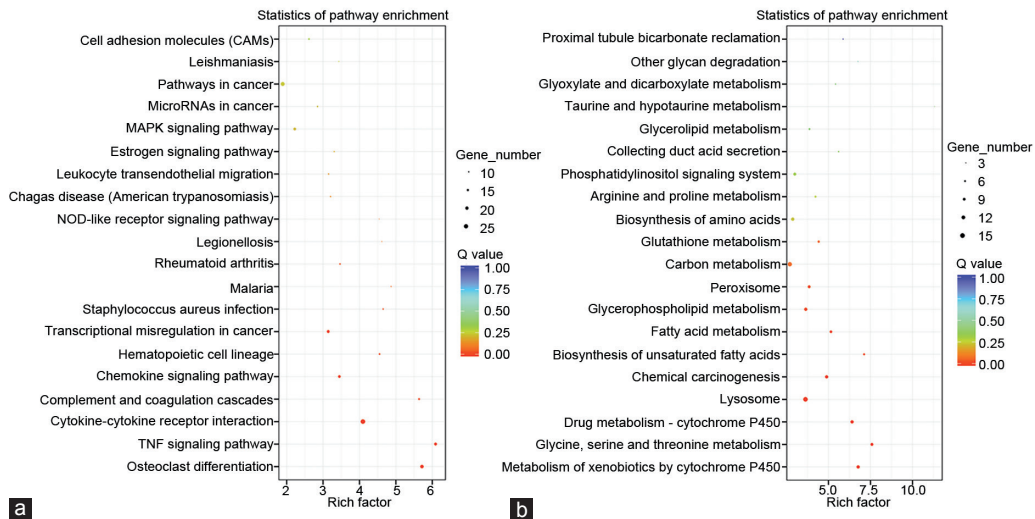 Statistics of pathway enrichment
Cell adhesion molecules (CAMs)
Leishmaniasis
Pathways in cancer
MicroRNAs in cancer
MAPK signaling pathway
Estrogen signaling pathway
Leukocyte transendothelial migration
Chagas disease (American trypanosomiasis)
NOD-like receptor signaling pathway
Legionellosis
Rheumatoid arthritis
Malaria
Staphylococcus aureus infection
Transcriptional misregulation in cancer
Hematopoietic cell lineage
Chemokine signaling pathway
Complement and coagulation cascades
Cytokine-cytokine receptor interaction
TNF signaling pathway
Osteoclast differentiation
2 3 4 5 6
Rich factor
Gene_number
10
15
20
25
Q value
1.00
0.75
0.50
0.25
0.00
a
Statistics of pathway enrichment
Proximal tubule bicarbonate reclamation
Other glycan degradation
Glyoxylate and dicarboxylate metabolism
Taurine and hypotaurine metabolism
Glycerolipid metabolism
Collecting duct acid secretion
Phosphatidylinositol signaling system
Arginine and proline metabolism
Biosynthesis of amino acids
Glutathione metabolism
Carbon metabolism
Peroxisome
Glycerophospholipid metabolism
Fatty acid metabolism
Biosynthesis of unsaturated fatty acids
Chemical carcinogenesis
Lysosome
Drug metabolism - cytochrome P450
Glycine, serine and threonine metabolism
Metabolism of xenobiotics by cytochrome P450
5.0 7.5 10.0
Rich factor
Gene_number
3
6
9
12
15
Q value
1.00
0.75
0.50
0.25
0.00
b